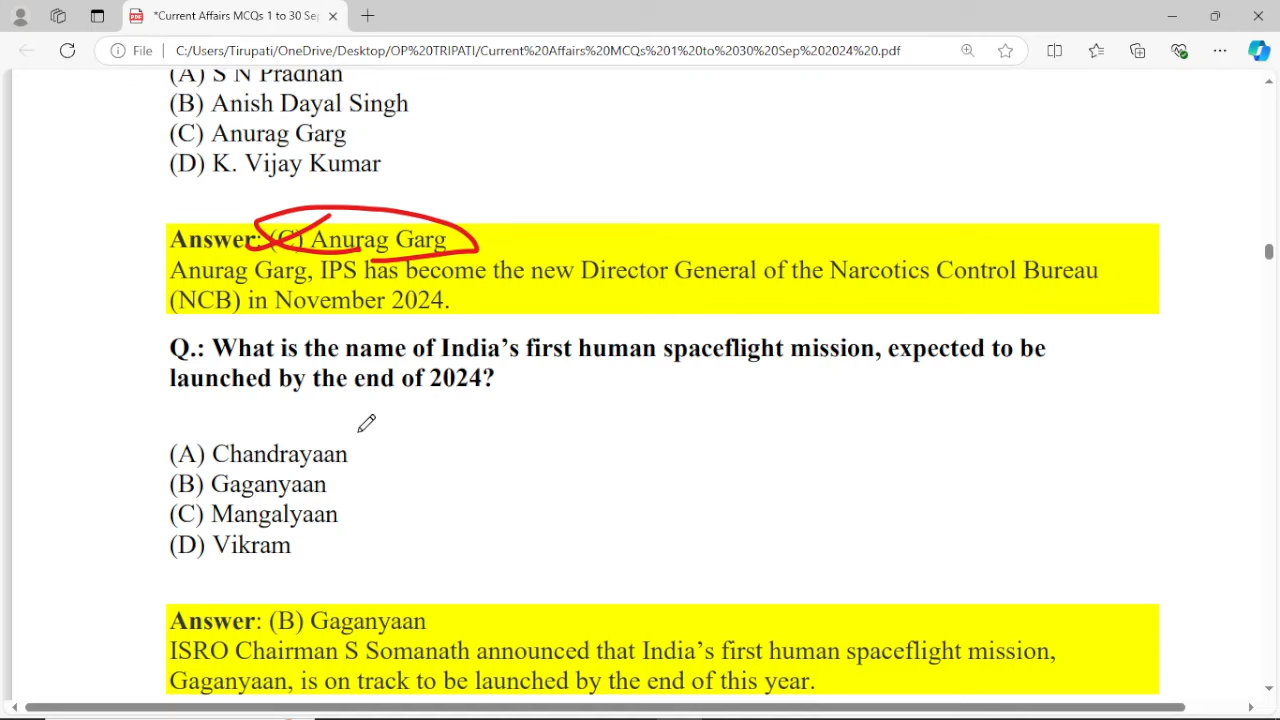 *Current Affairs MCQs 1 to 30 Sep
File
C:/Users/Tirupati/OneDrive/Desktop/OP%20TRIPATI/Current%20Affairs%20MCQs%201%20to%2030%20Sep%202024%20.pdf
(A) S N Pradhan
(B) Anish Dayal Singh
(C) Anurag Garg
(D) K. Vijay Kumar
Answer: (C) Anurag Garg
Anurag Garg, IPS has become the new Director General of the Narcotics Control Bureau
(NCB) in November 2024.
Q.: What is the name of India’s first human spaceflight mission, expected to be
launched by the end of 2024?
(A) Chandrayaan
(B) Gaganyaan
(C) Mangalyaan
(D) Vikram
Answer: (B) Gaganyaan
ISRO Chairman S Somanath announced that India’s first human spaceflight mission,
Gaganyaan, is on track to be launched by the end of this year.